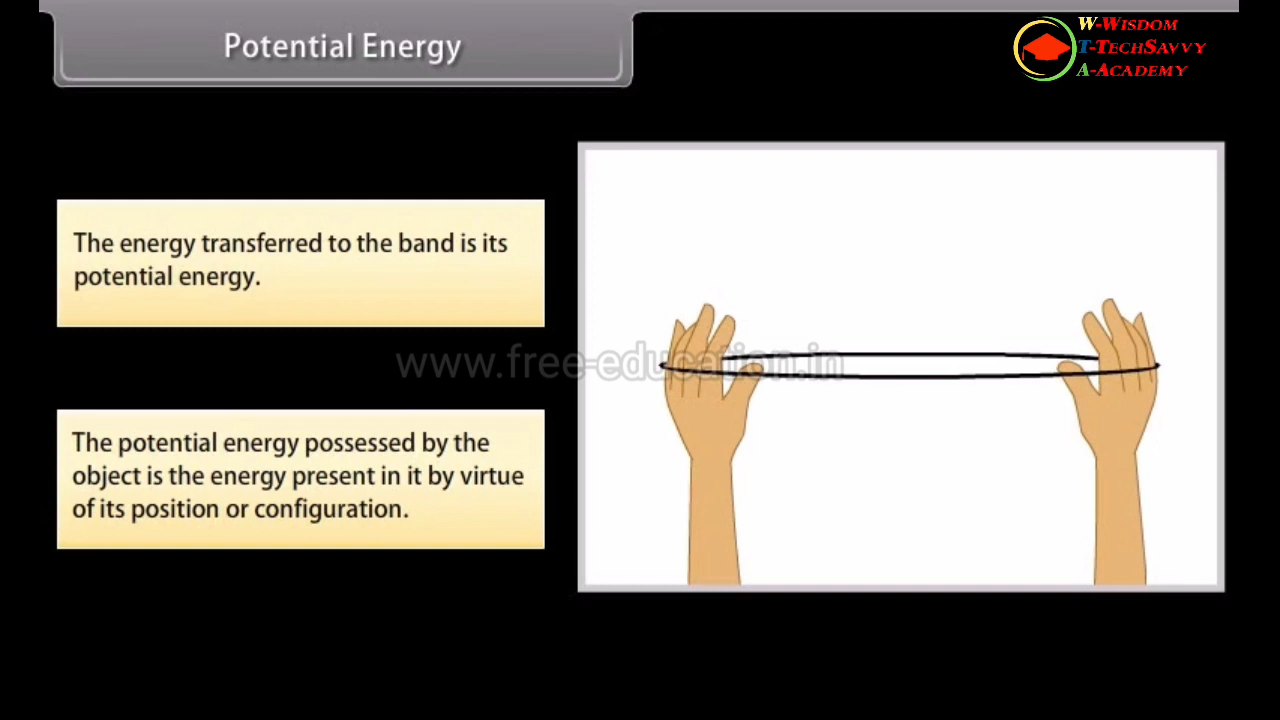 Potential Energy
W-Wisdom
T-TechSavvy
A-Academy
The energy transferred to the band is its
potential energy.
www.free-education.in
The potential energy possessed by the
object is the energy present in it by virtue
of its position or configuration.